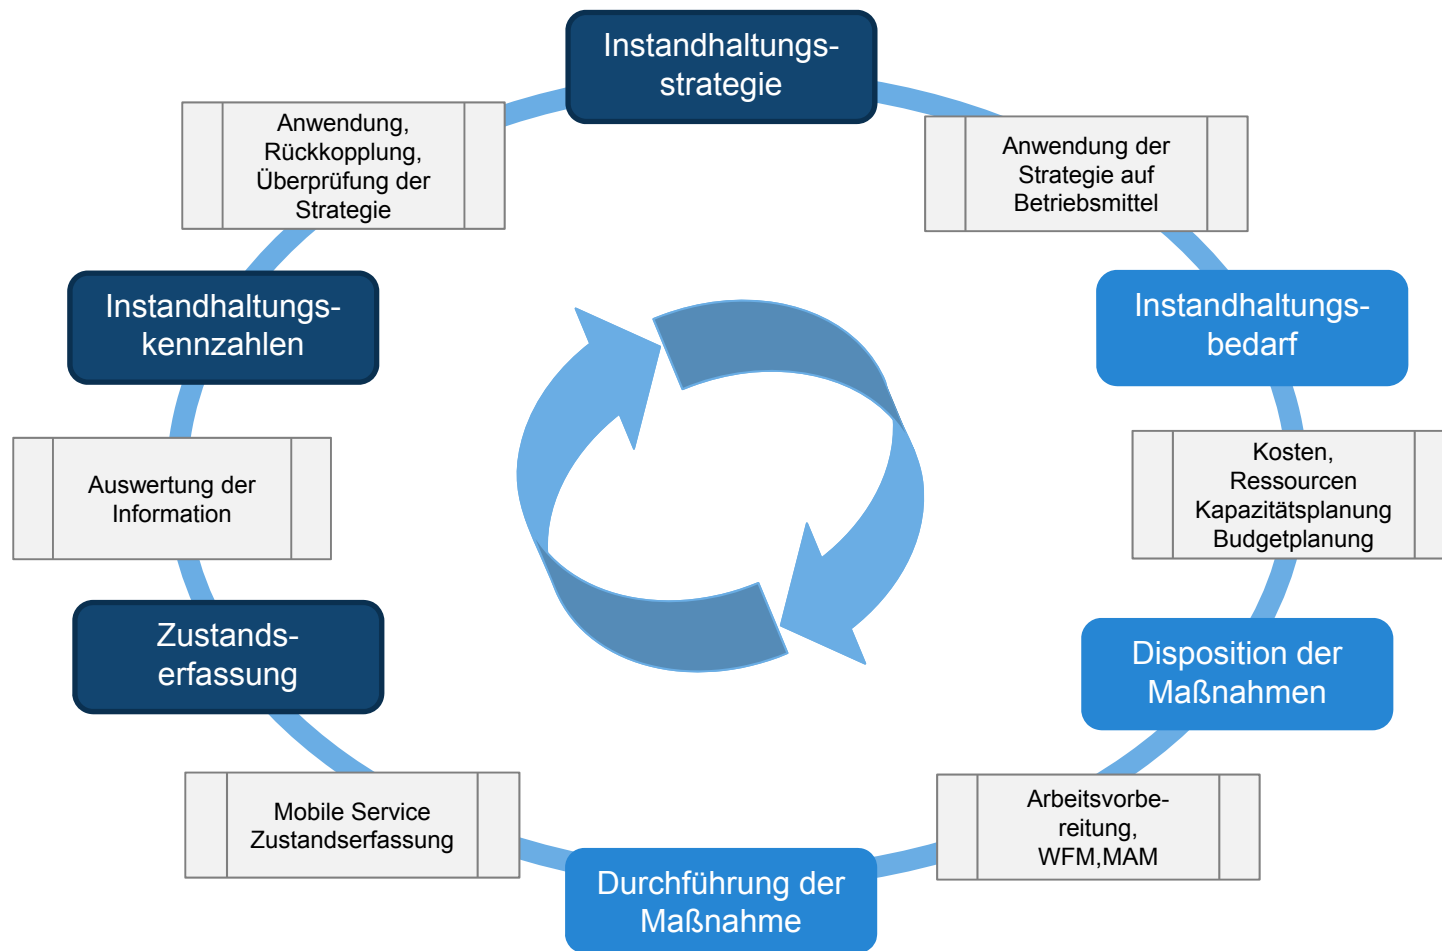 Instandhaltungs-
strategie
Anwendung,
Rückkopplung,
Überprüfung der
Strategie
Anwendung der
Strategie auf
Betriebsmittel
Instandhaltungs-
kennzahlen
Instandhaltungs-
bedarf
Auswertung der
Information
Kosten,
Ressourcen
Kapazitätsplanung
Budgetplanung
Zustands-
erfassung
Disposition der
Maßnahmen
Mobile Service
Zustandserfassung
Arbeitsvorbe-
reitung,
WFM,MAM
Durchführung der
Maßnahme